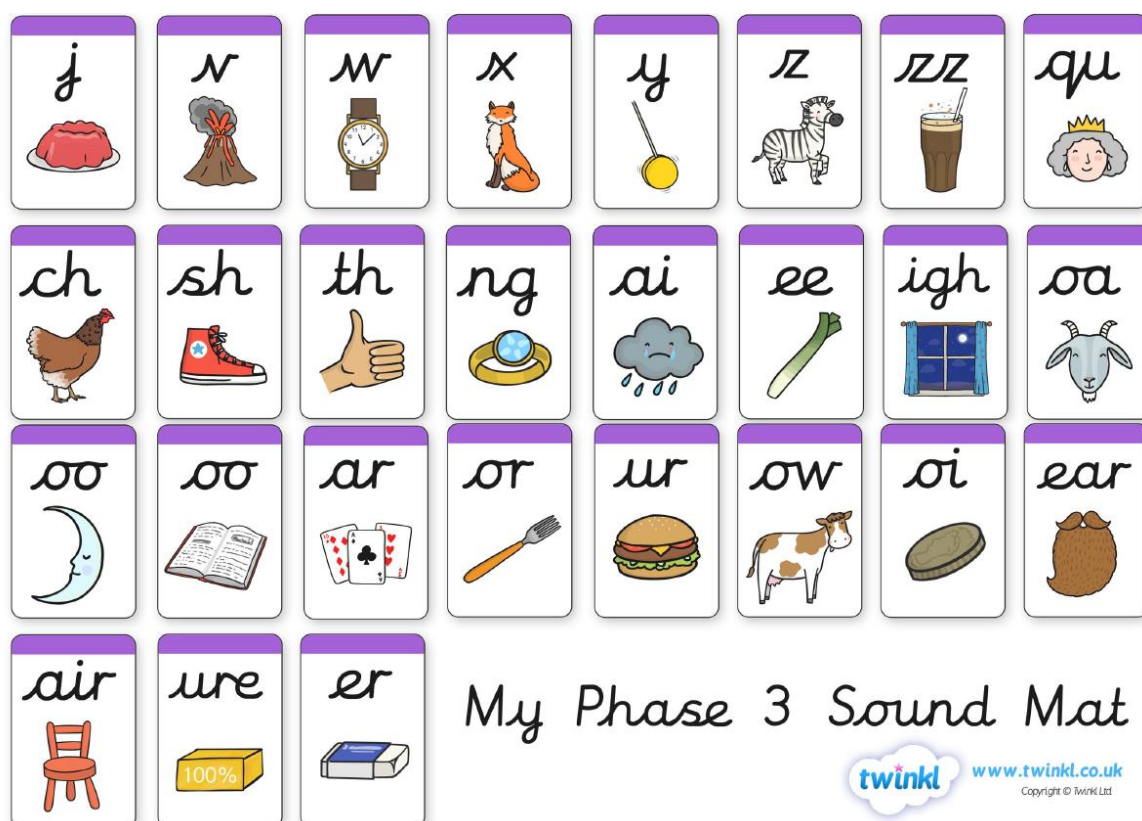 j v w x y z zz qu
ch sh th ng ai ee igh oa
oo oo ar or ur ow oi ear
air ure er
100%
My Phase 3 Sound Mat
twinkl www.twinkl.co.uk
Copyright © Twinkl Ltd